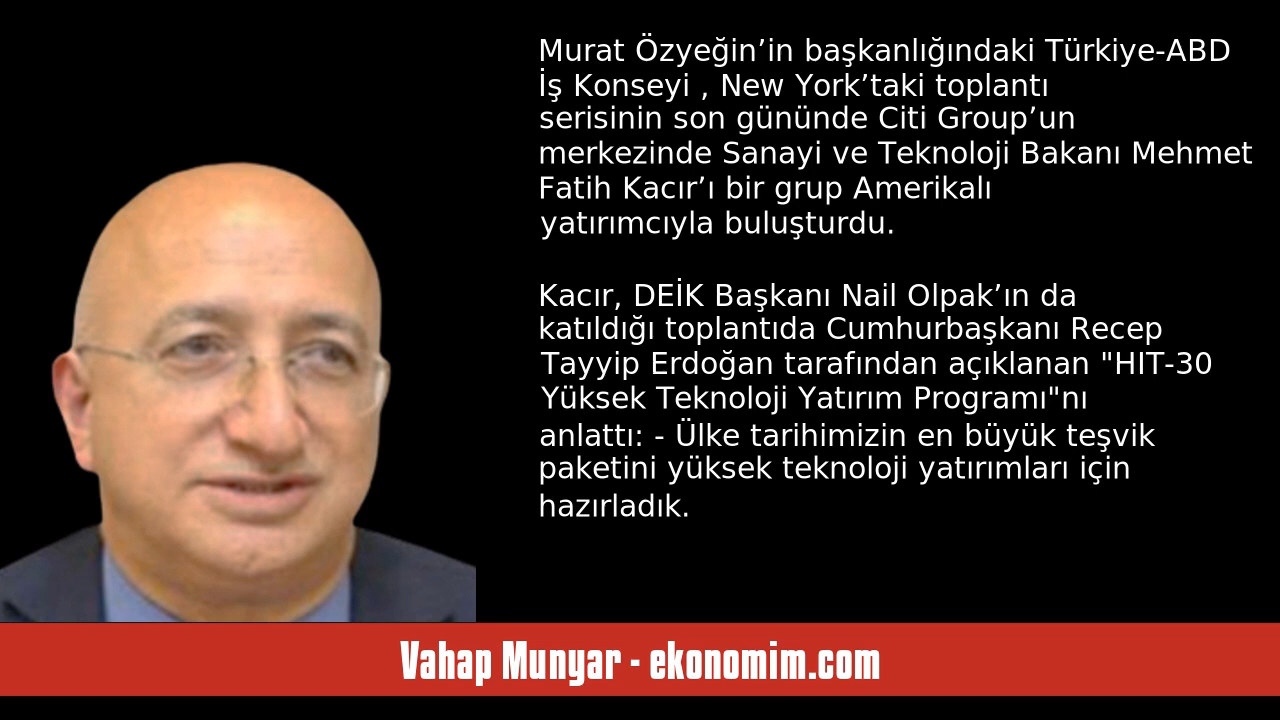 Murat Özyeğin’in başkanlığındaki Türkiye-ABD
İş Konseyi , New York’taki toplantı
serisinin son gününde Citi Group’un
merkezinde Sanayi ve Teknoloji Bakanı Mehmet
Fatih Kacır’ı bir grup Amerikalı
yatırımcıyla buluşturdu.
Kacır, DEİK Başkanı Nail Olpak’ın da
katıldığı toplantıda Cumhurbaşkanı Recep
Tayyip Erdoğan tarafından açıklanan "HIT-30
Yüksek Teknoloji Yatırım Programı"nı
anlattı: - Ülke tarihimizin en büyük teşvik
paketini yüksek teknoloji yatırımları için
hazırladık.
Vahap Munyar - ekonomim.com